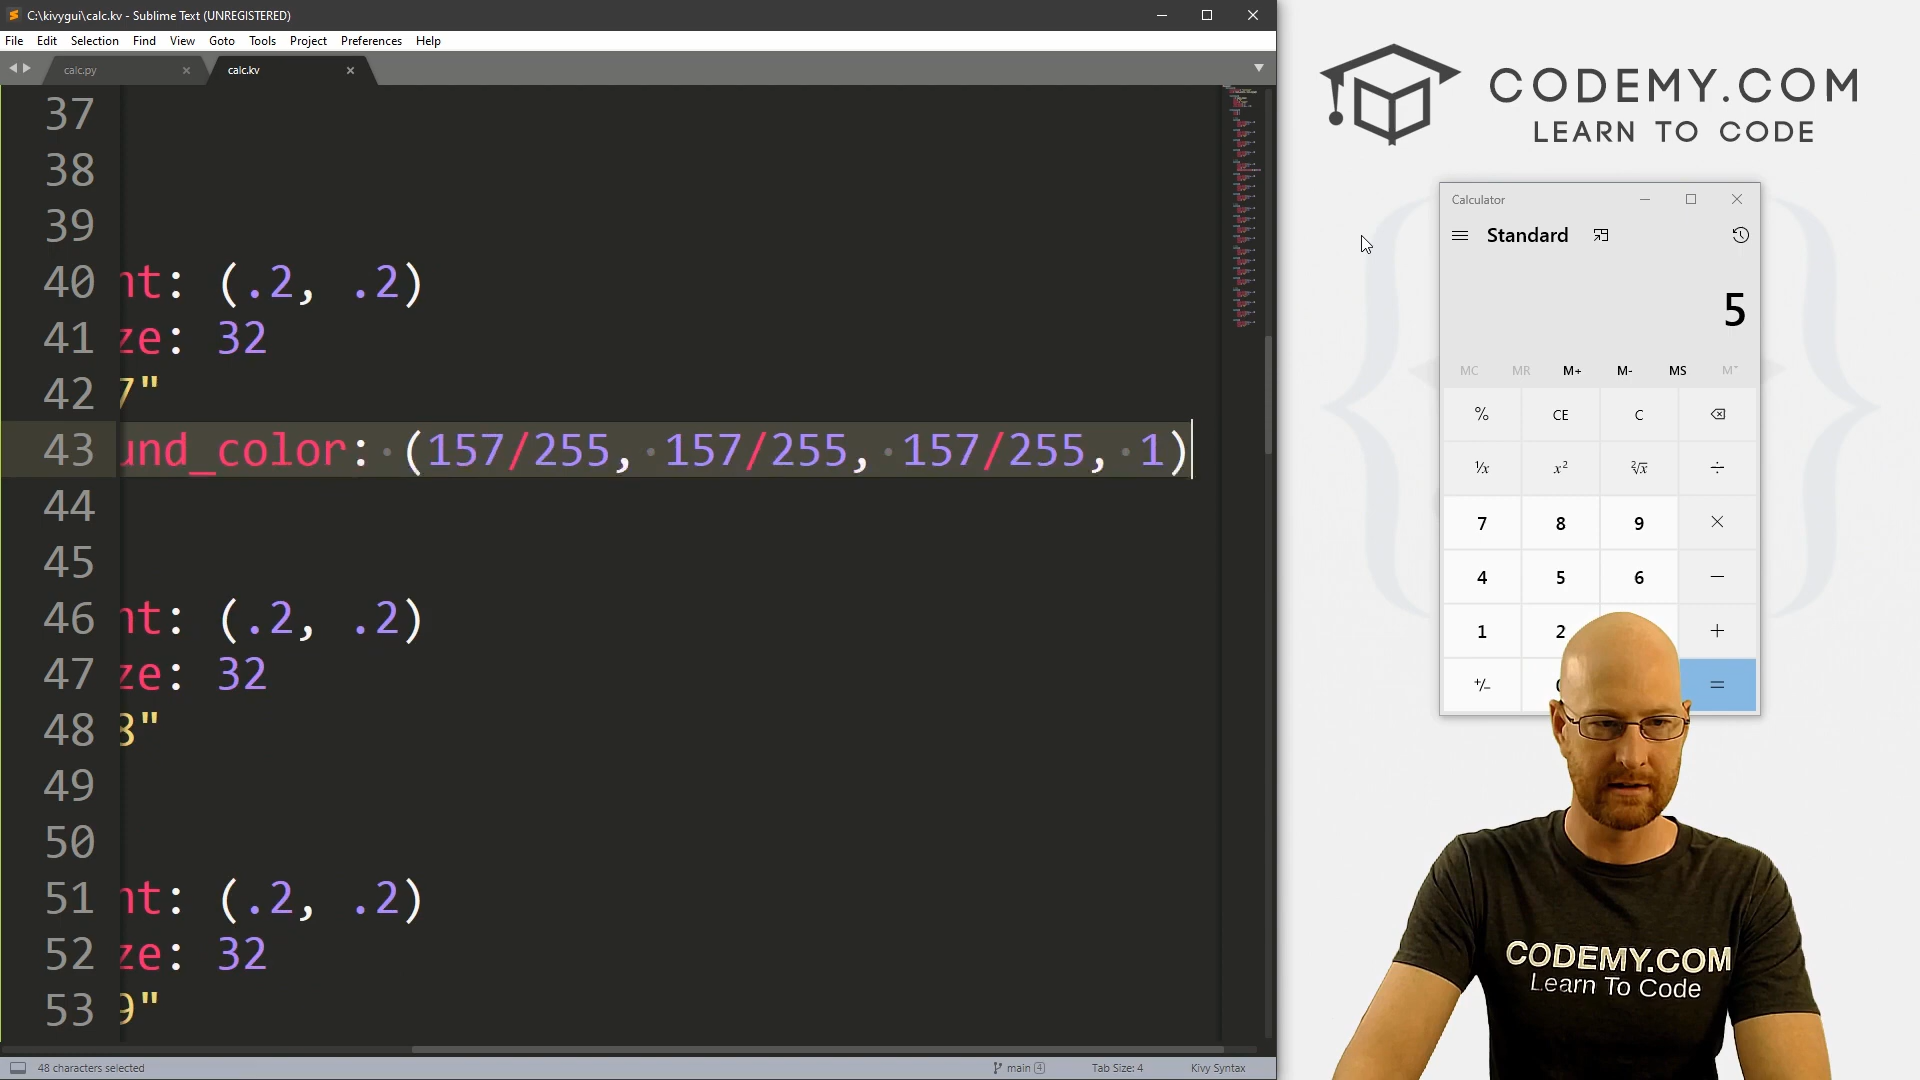 C:\kivygui\calc.kv - Sublime Text (UNREGISTERED)
File Edit Selection Find View Goto Tools Project Preferences Help
calc.py
calc.kv
37
38
39
40 nt: (.2, .2)
41 ze: 32
42 7"
43 und_color: (157/255, 157/255, 157/255, 1)
44
45
46 nt: (.2, .2)
47 ze: 32
48 8"
49
50
51 nt: (.2, .2)
52 ze: 32
53 9"
48 characters selected
main 4
Tab Size: 4
Kivy Syntax
CODEMY.COM
LEARN TO CODE
Calculator
Standard
5
MC MR M+ M- MS M˅
% CE C
⅟x x² ²√x ÷
7 8 9 ×
4 5 6 −
1 2 +
+/− =
CODEMY.COM
Learn To Code